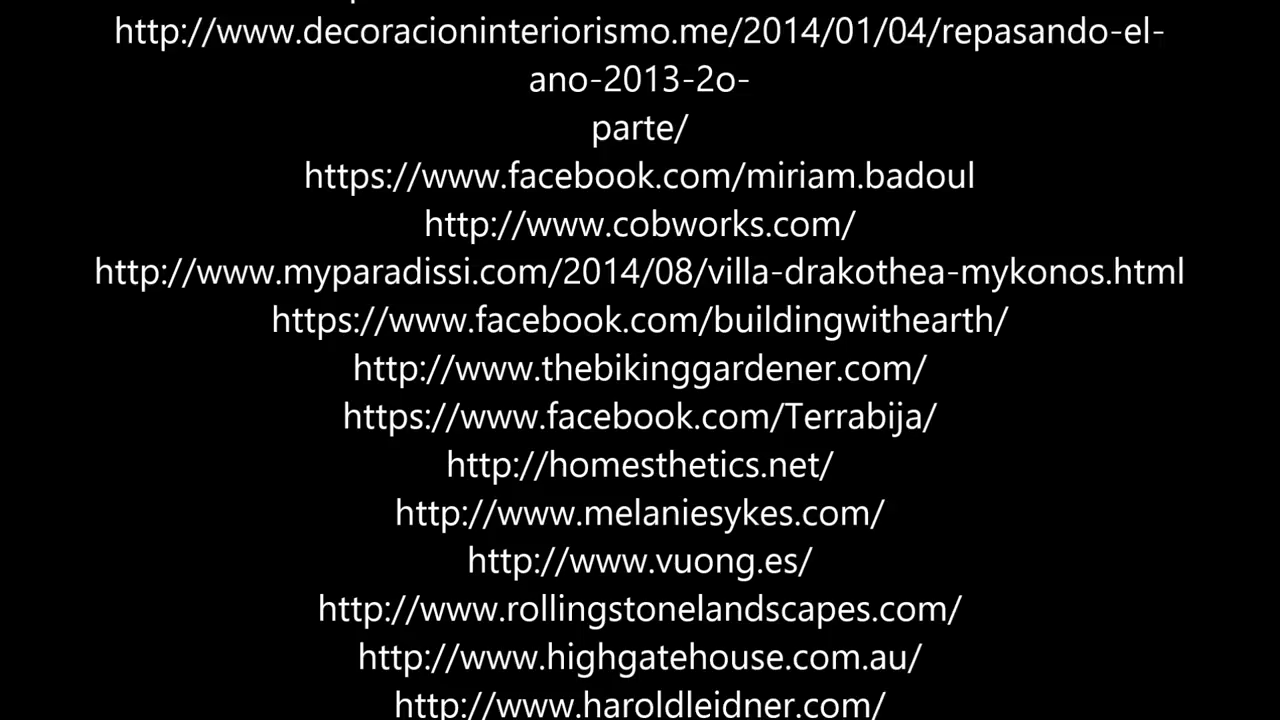 http://www.decoracioninteriorismo.me/2014/01/04/repasando-el-
ano-2013-2o-
parte/
https://www.facebook.com/miriam.badoul
http://www.cobworks.com/
http://www.myparadissi.com/2014/08/villa-drakothea-mykonos.html
https://www.facebook.com/buildingwithearth/
http://www.thebikinggardener.com/
https://www.facebook.com/Terrabija/
http://homesthetics.net/
http://www.melaniesykes.com/
http://www.vuong.es/
http://www.rollingstonelandscapes.com/
http://www.highgatehouse.com.au/
http://www.haroldleidner.com/